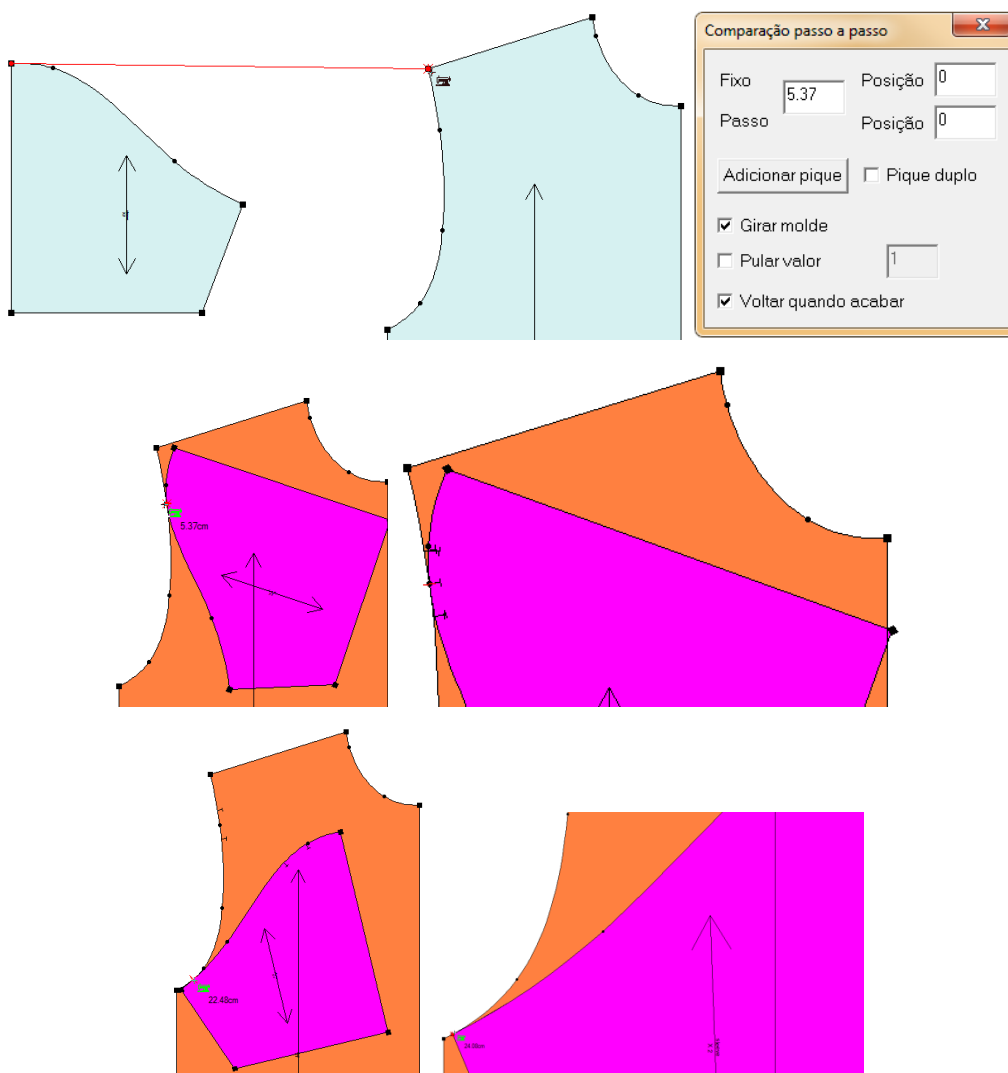 Comparação passo a passo
Fixo
5.37
Posição
0
Passo
Posição
0
Adicionar pique
Pique duplo
Girar molde
Pular valor
1
Voltar quando acabar
5.37cm
22.48cm